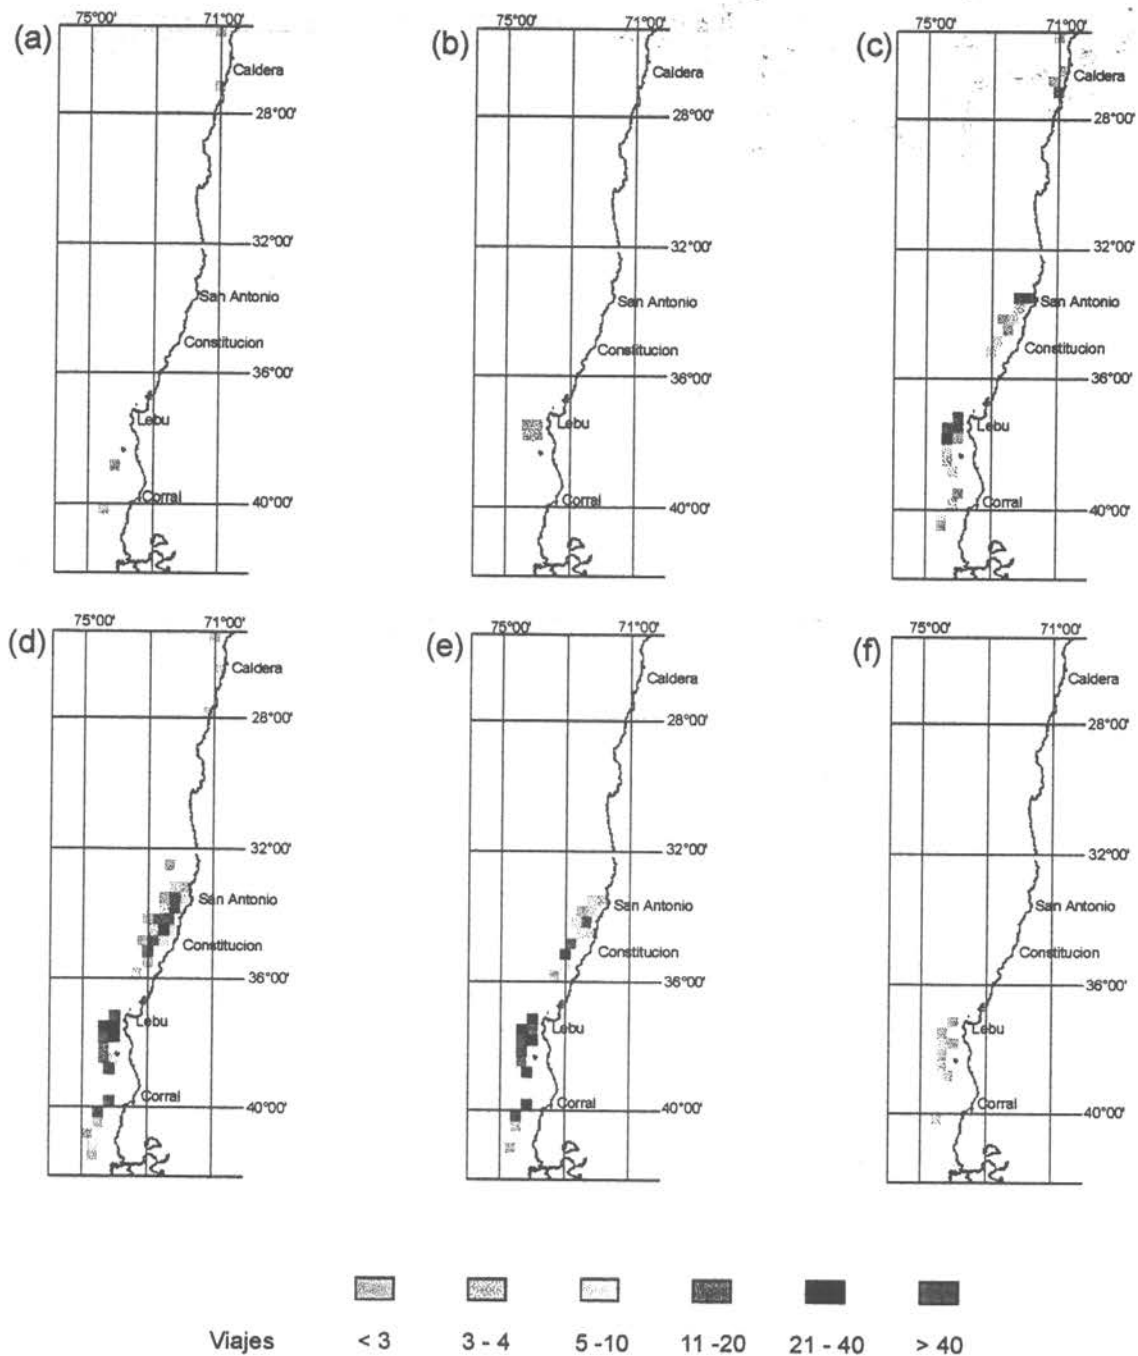 (a) 75°00' 71°00'
Caldera
28°00'
32°00'
San Antonio
Constitucion
36°00'
Lebu
Corral
40°00'
(b) 75°00' 71°00'
Caldera
28°00'
32°00'
San Antonio
Constitucion
36°00'
Lebu
Corral
40°00'
(c) 75°00' 71°00'
Caldera
28°00'
32°00'
San Antonio
Constitucion
36°00'
Lebu
Corral
40°00'
(d) 75°00' 71°00'
Caldera
28°00'
32°00'
San Antonio
Constitucion
36°00'
Lebu
Corral
40°00'
(e) 75°00' 71°00'
Caldera
28°00'
32°00'
San Antonio
Constitucion
36°00'
Lebu
Corral
40°00'
(f) 75°00' 71°00'
Caldera
28°00'
32°00'
San Antonio
Constitucion
36°00'
Lebu
Corral
40°00'
Viajes < 3 3 - 4 5 -10 11 -20 21 - 40 > 40